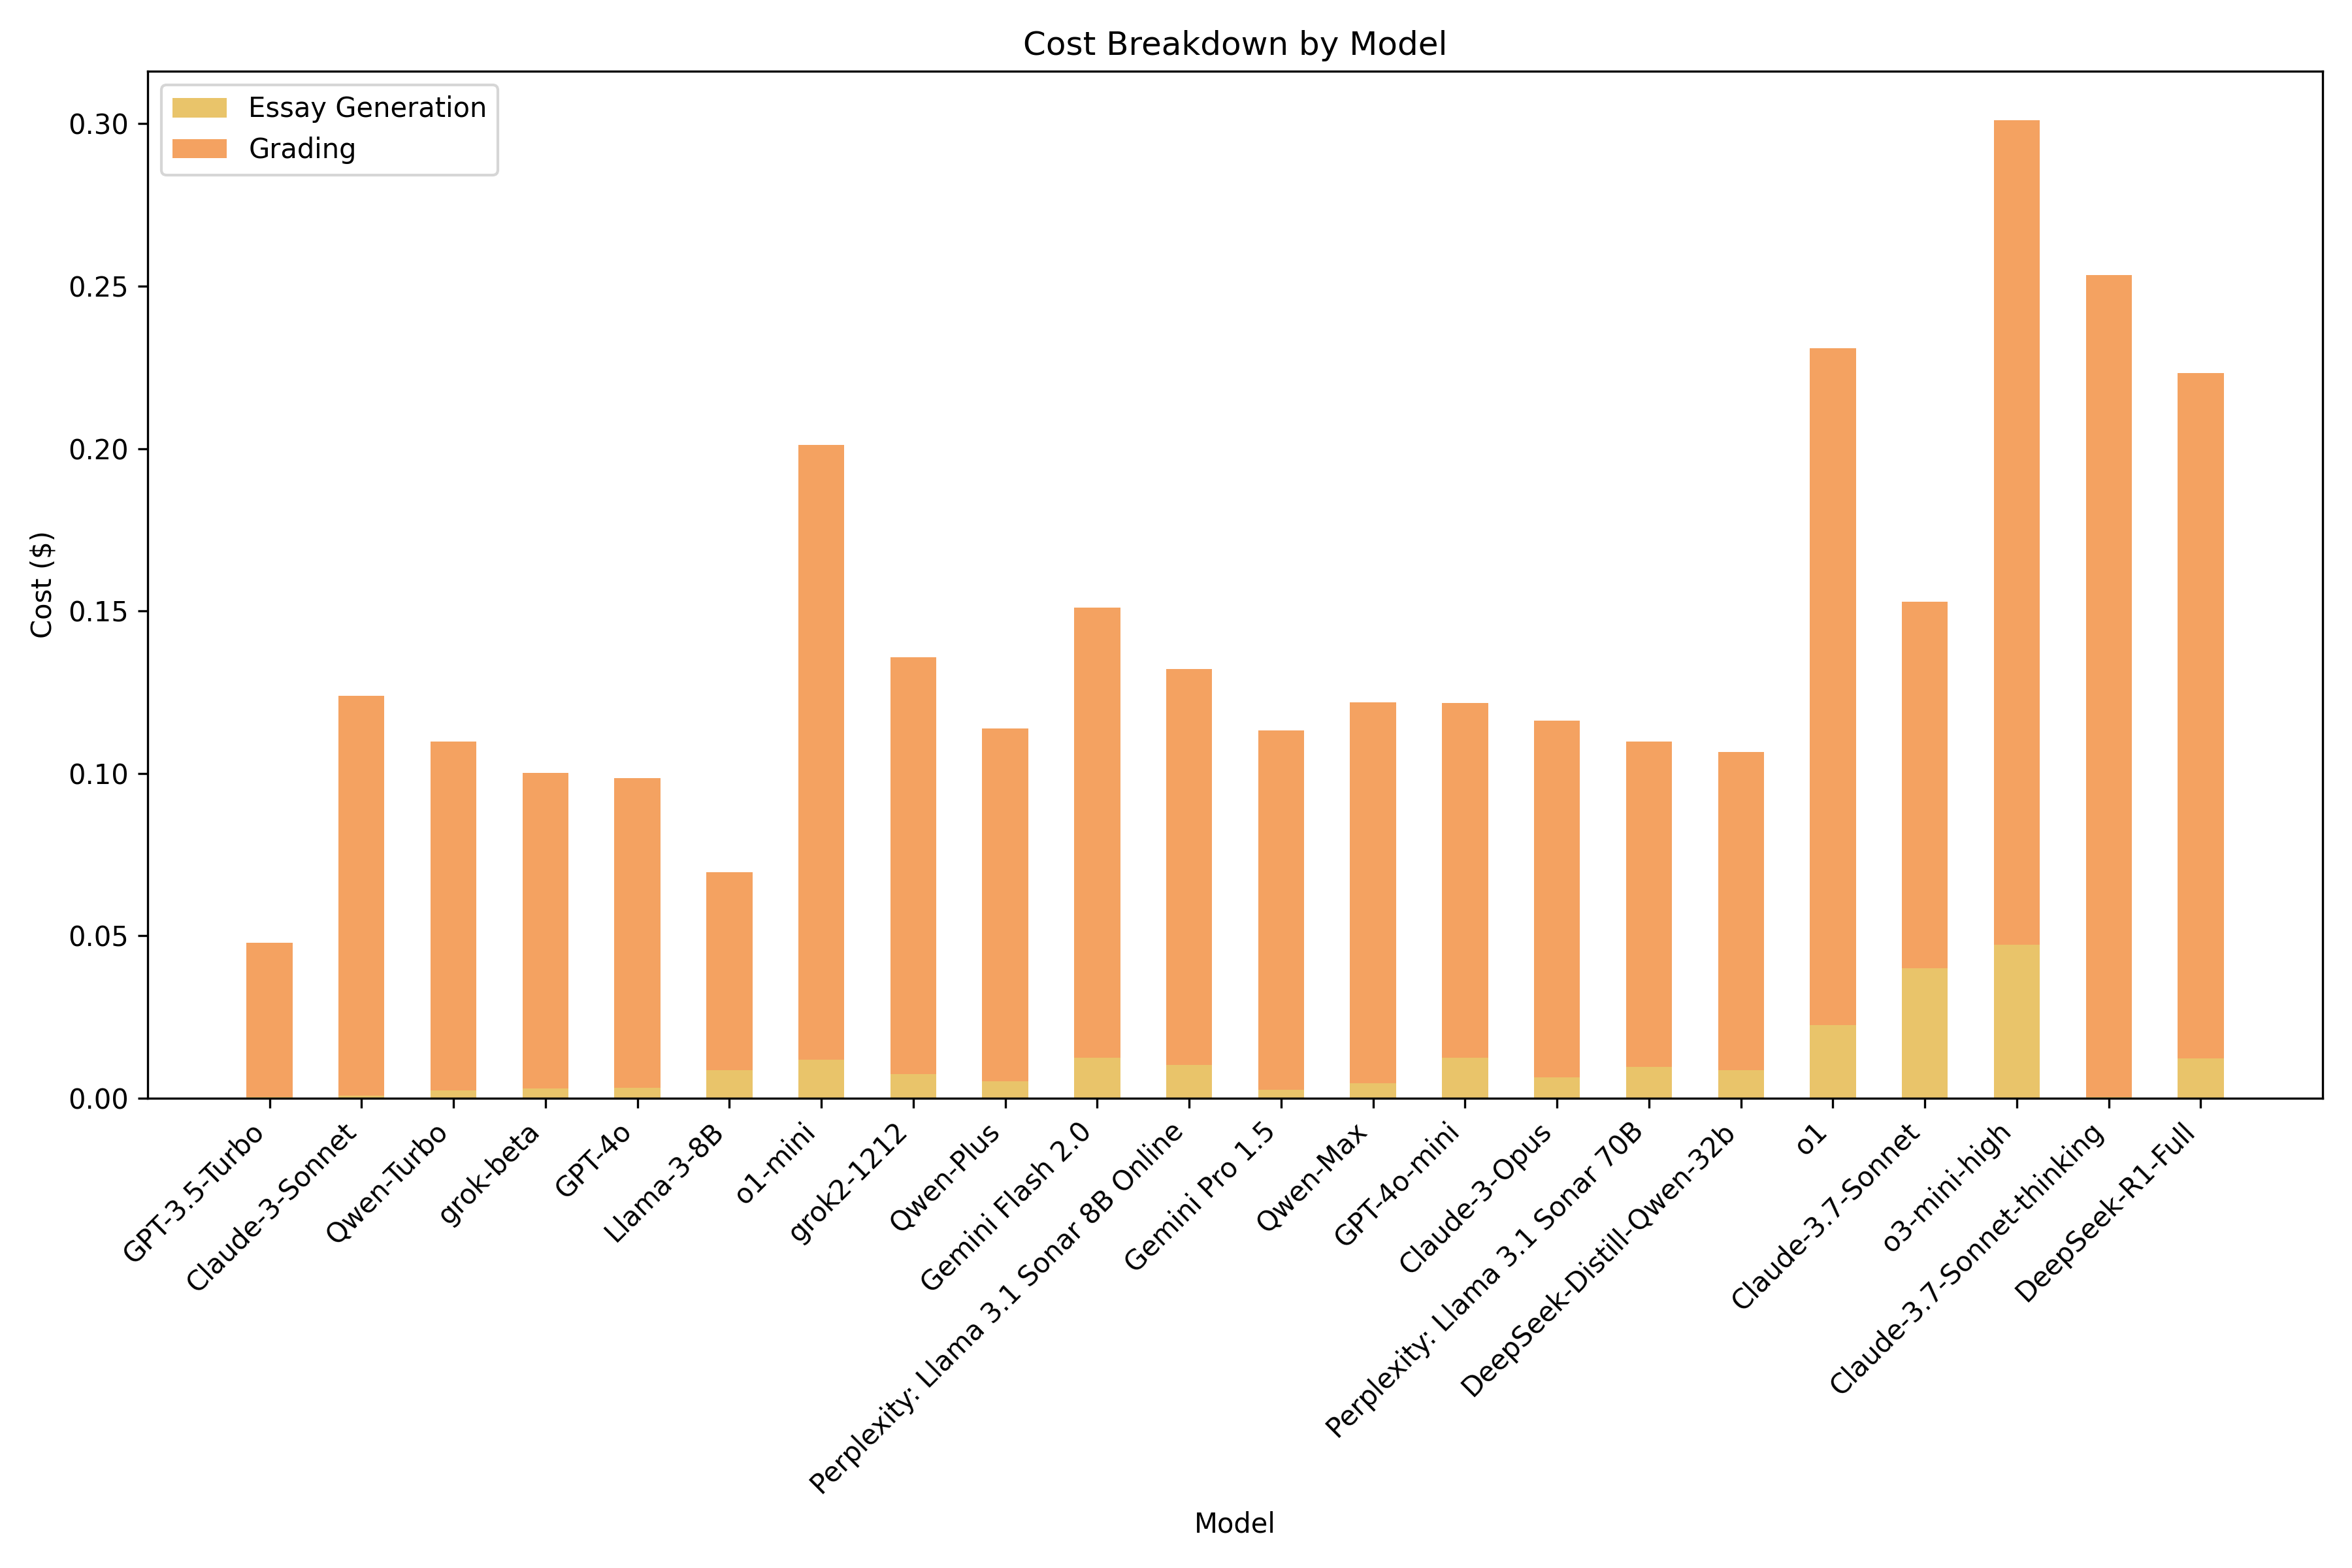 Cost Breakdown by Model
Essay Generation
Grading
Cost ($)
0.30
0.25
0.20
0.15
0.10
0.05
0.00
GPT-3.5-Turbo
Claude-3-Sonnet
Qwen-Turbo
grok-beta
GPT-4o
Llama-3-8B
o1-mini
grok2-1212
Qwen-Plus
Gemini Flash 2.0
Perplexity: Llama 3.1 Sonar 8B Online
Gemini Pro 1.5
Qwen-Max
GPT-4o-mini
Claude-3-Opus
Perplexity: Llama 3.1 Sonar 70B
DeepSeek-Distill-Qwen-32b
o1
Claude-3.7-Sonnet
o3-mini-high
Claude-3.7-Sonnet-thinking
DeepSeek-R1-Full
Model